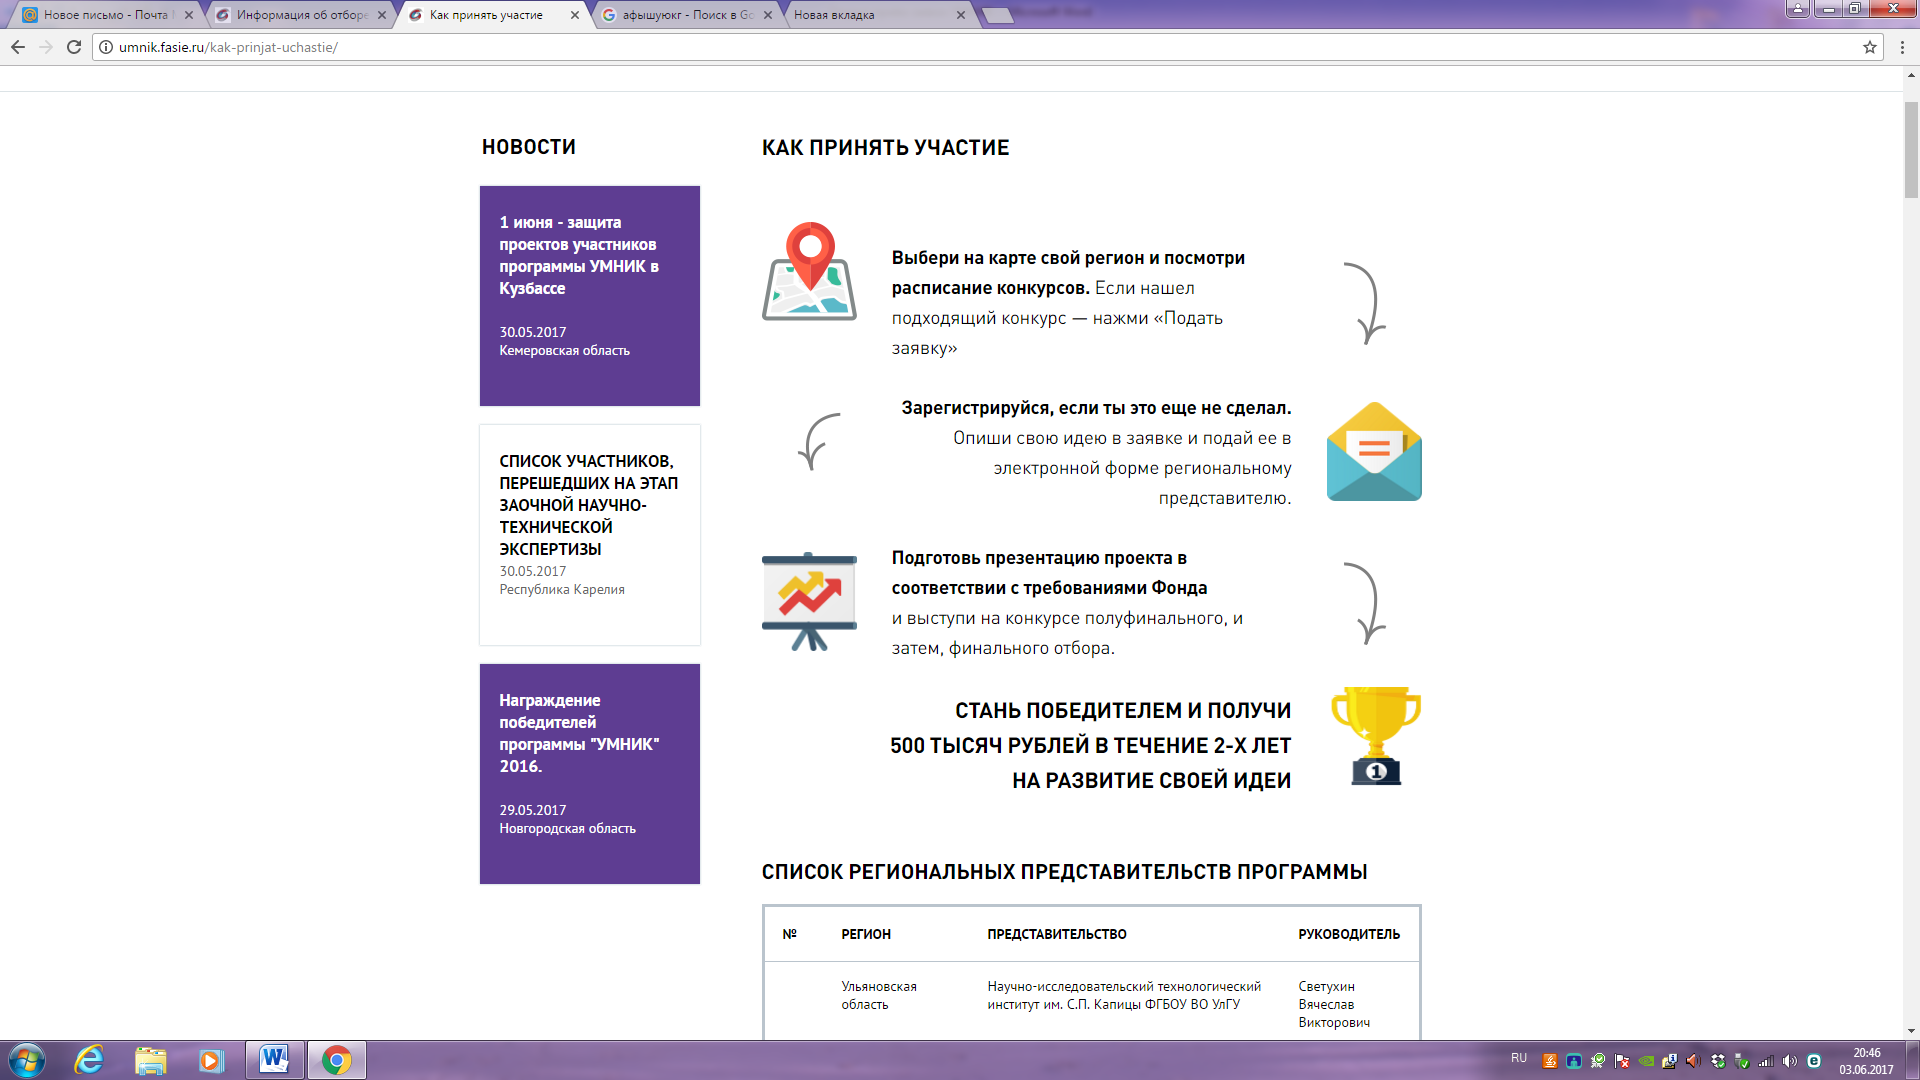 Новое письмо - Почта
Информация об отборе
Как принять участие
афышуюкг - Поиск в Go
Новая вкладка
umnik.fasie.ru/kak-prinjat-uchastie/
НОВОСТИ
1 июня - защита
проектов участников
программы УМНИК в
Кузбассе
30.05.2017
Кемеровская область
СПИСОК УЧАСТНИКОВ,
ПЕРЕШЕДШИХ НА ЭТАП
ЗАОЧНОЙ НАУЧНО-
ТЕХНИЧЕСКОЙ
ЭКСПЕРТИЗЫ
30.05.2017
Республика Карелия
Награждение
победителей
программы "УМНИК"
2016.
29.05.2017
Новгородская область
КАК ПРИНЯТЬ УЧАСТИЕ
Выбери на карте свой регион и посмотри
расписание конкурсов. Если нашел
подходящий конкурс — нажми «Подать
заявку»
Зарегистрируйся, если ты это еще не сделал.
Опиши свою идею в заявке и подай ее в
электронной форме региональному
представителю.
Подготовь презентацию проекта в
соответствии с требованиями Фонда
и выступи на конкурсе полуфинального, и
затем, финального отбора.
СТАНЬ ПОБЕДИТЕЛЕМ И ПОЛУЧИ
500 ТЫСЯЧ РУБЛЕЙ В ТЕЧЕНИЕ 2-Х ЛЕТ
НА РАЗВИТИЕ СВОЕЙ ИДЕИ
1
СПИСОК РЕГИОНАЛЬНЫХ ПРЕДСТАВИТЕЛЬСТВ ПРОГРАММЫ
№ РЕГИОН ПРЕДСТАВИТЕЛЬСТВО РУКОВОДИТЕЛЬ
Ульяновская Научно-исследовательский технологический Светухин
область институт им. С.П. Капицы ФГБОУ ВО УлГУ Вячеслав
Викторович
RU
20:46
03.06.2017